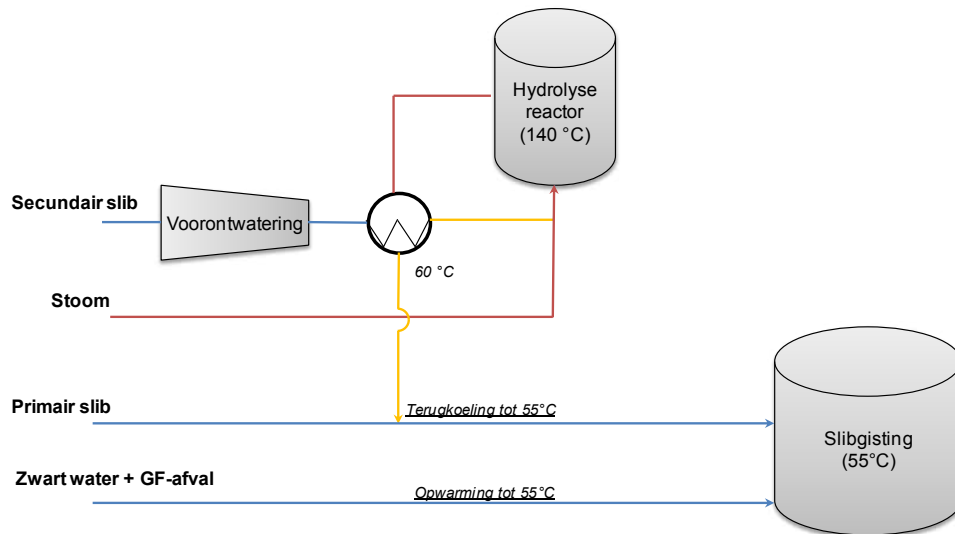 Hydrolyse
reactor
(140 °C)
Secundair slib
Voorontwatering
60 °C
Stoom
Primair slib
Terugkoeling tot 55°C
Slibgisting
(55°C)
Zwart water + GF-afval
Opwarming tot 55°C